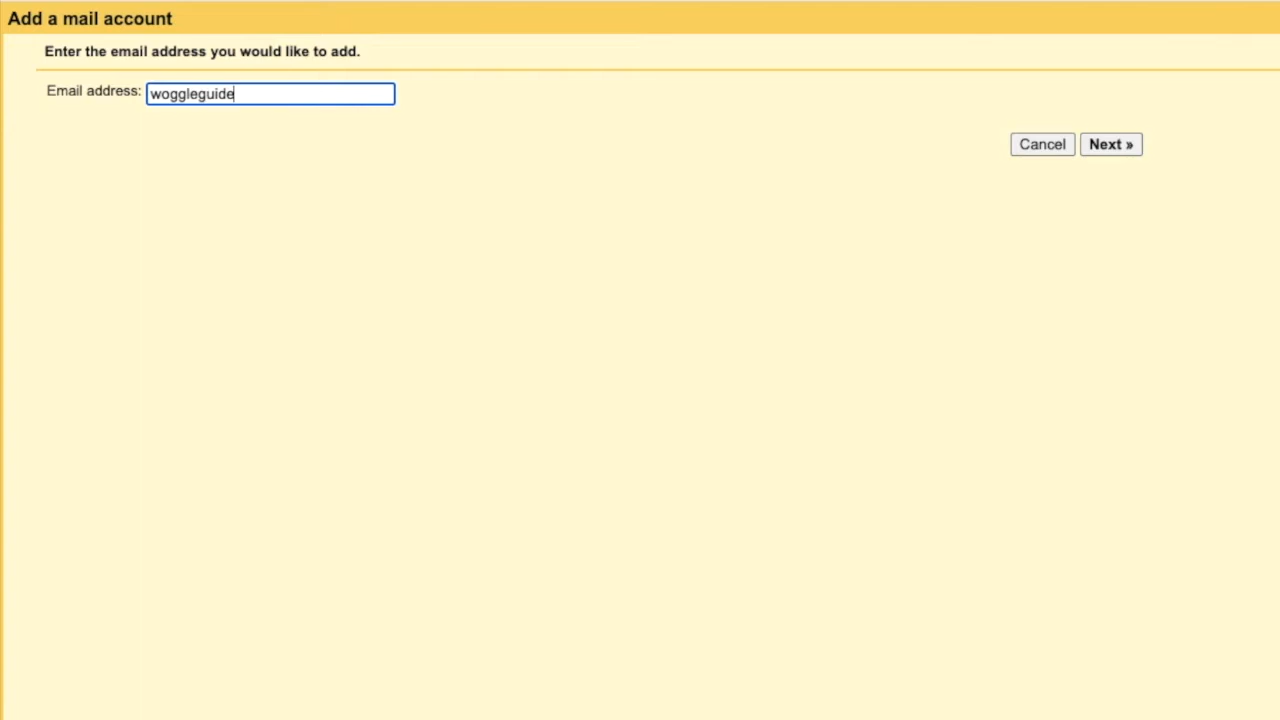 Add a mail account
Enter the email address you would like to add.
Email address: woggleguide
Cancel Next »